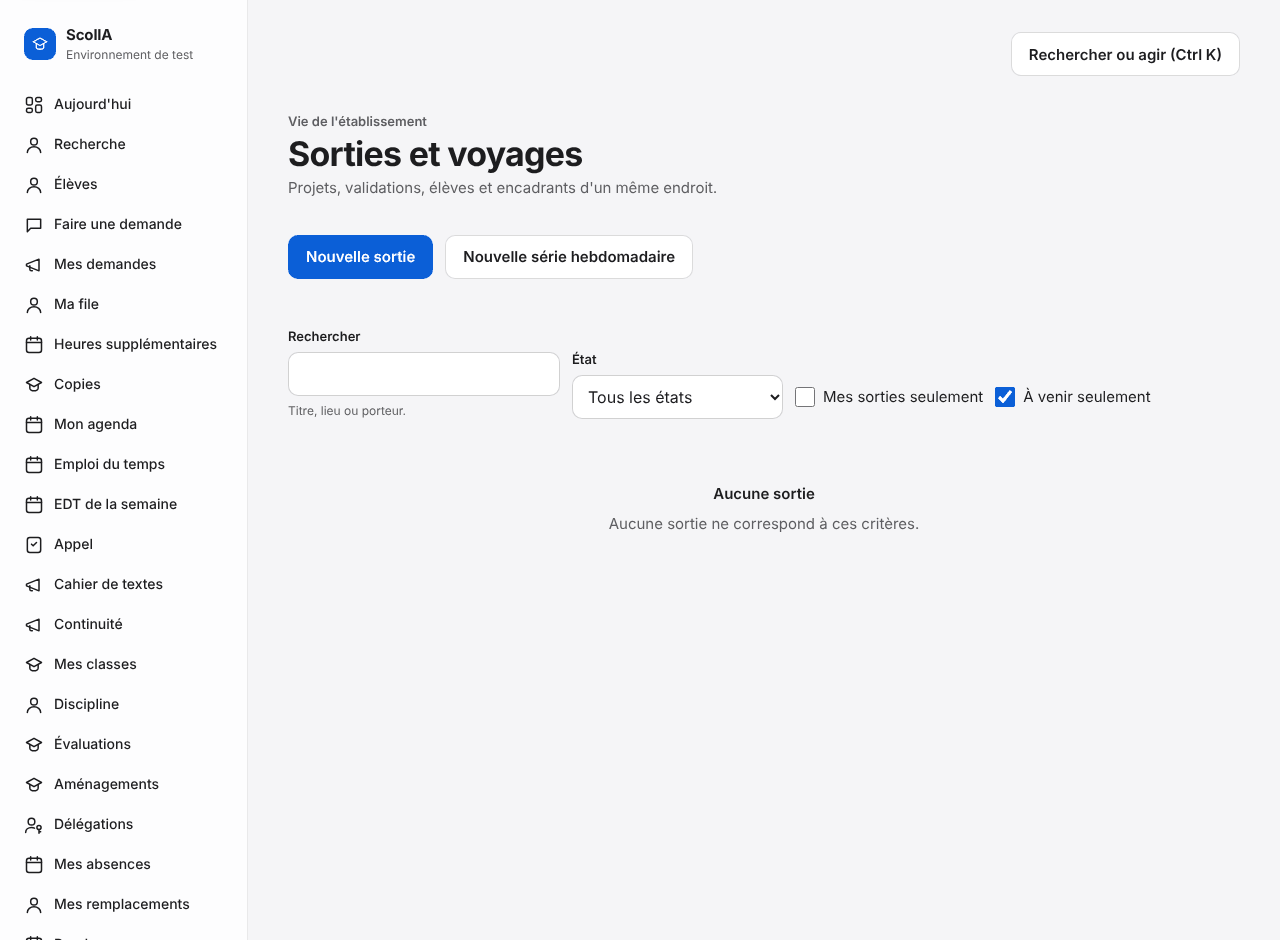 ScolIA
Environnement de test
Aujourd'hui
Recherche
Élèves
Faire une demande
Mes demandes
Ma file
Heures supplémentaires
Copies
Mon agenda
Emploi du temps
EDT de la semaine
Appel
Cahier de textes
Continuité
Mes classes
Discipline
Évaluations
Aménagements
Délégations
Mes absences
Mes remplacements
Rechercher ou agir (Ctrl K)
Vie de l'établissement
Sorties et voyages
Projets, validations, élèves et encadrants d'un même endroit.
Nouvelle sortie
Nouvelle série hebdomadaire
Rechercher
Titre, lieu ou porteur.
État
Tous les états
Mes sorties seulement
À venir seulement
Aucune sortie
Aucune sortie ne correspond à ces critères.